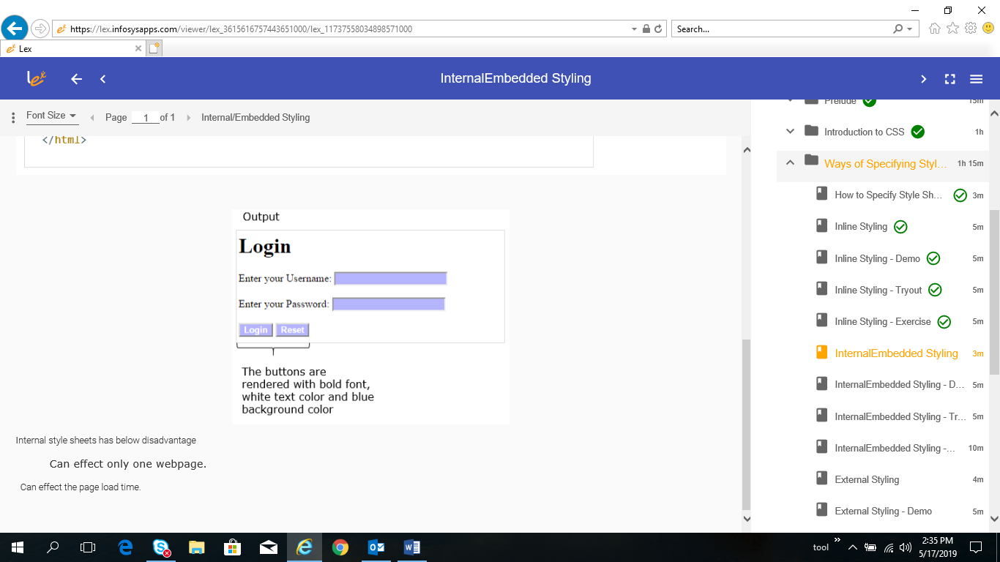 https://lex.infosysapps.com/viewer/lex_3615616757443651000/lex_11737558034898571000
Search...
Lex
lex
InternalEmbedded Styling
Font Size
Page 1 of 1
Internal/Embedded Styling
</html>
Output
Login
Enter your Username:
Enter your Password:
Login Reset
The buttons are
rendered with bold font,
white text color and blue
background color
Internal style sheets has below disadvantage
Can effect only one webpage.
Can effect the page load time.
Prelude 15m
Introduction to CSS 1h
Ways of Specifying Styl... 1h 15m
How to Specify Style Sh... 3m
Inline Styling 5m
Inline Styling - Demo 5m
Inline Styling - Tryout 5m
Inline Styling - Exercise 5m
InternalEmbedded Styling 3m
InternalEmbedded Styling - D... 5m
InternalEmbedded Styling - Tr... 5m
InternalEmbedded Styling -... 10m
External Styling 4m
External Styling - Demo 5m
tool
2:35 PM
5/17/2019